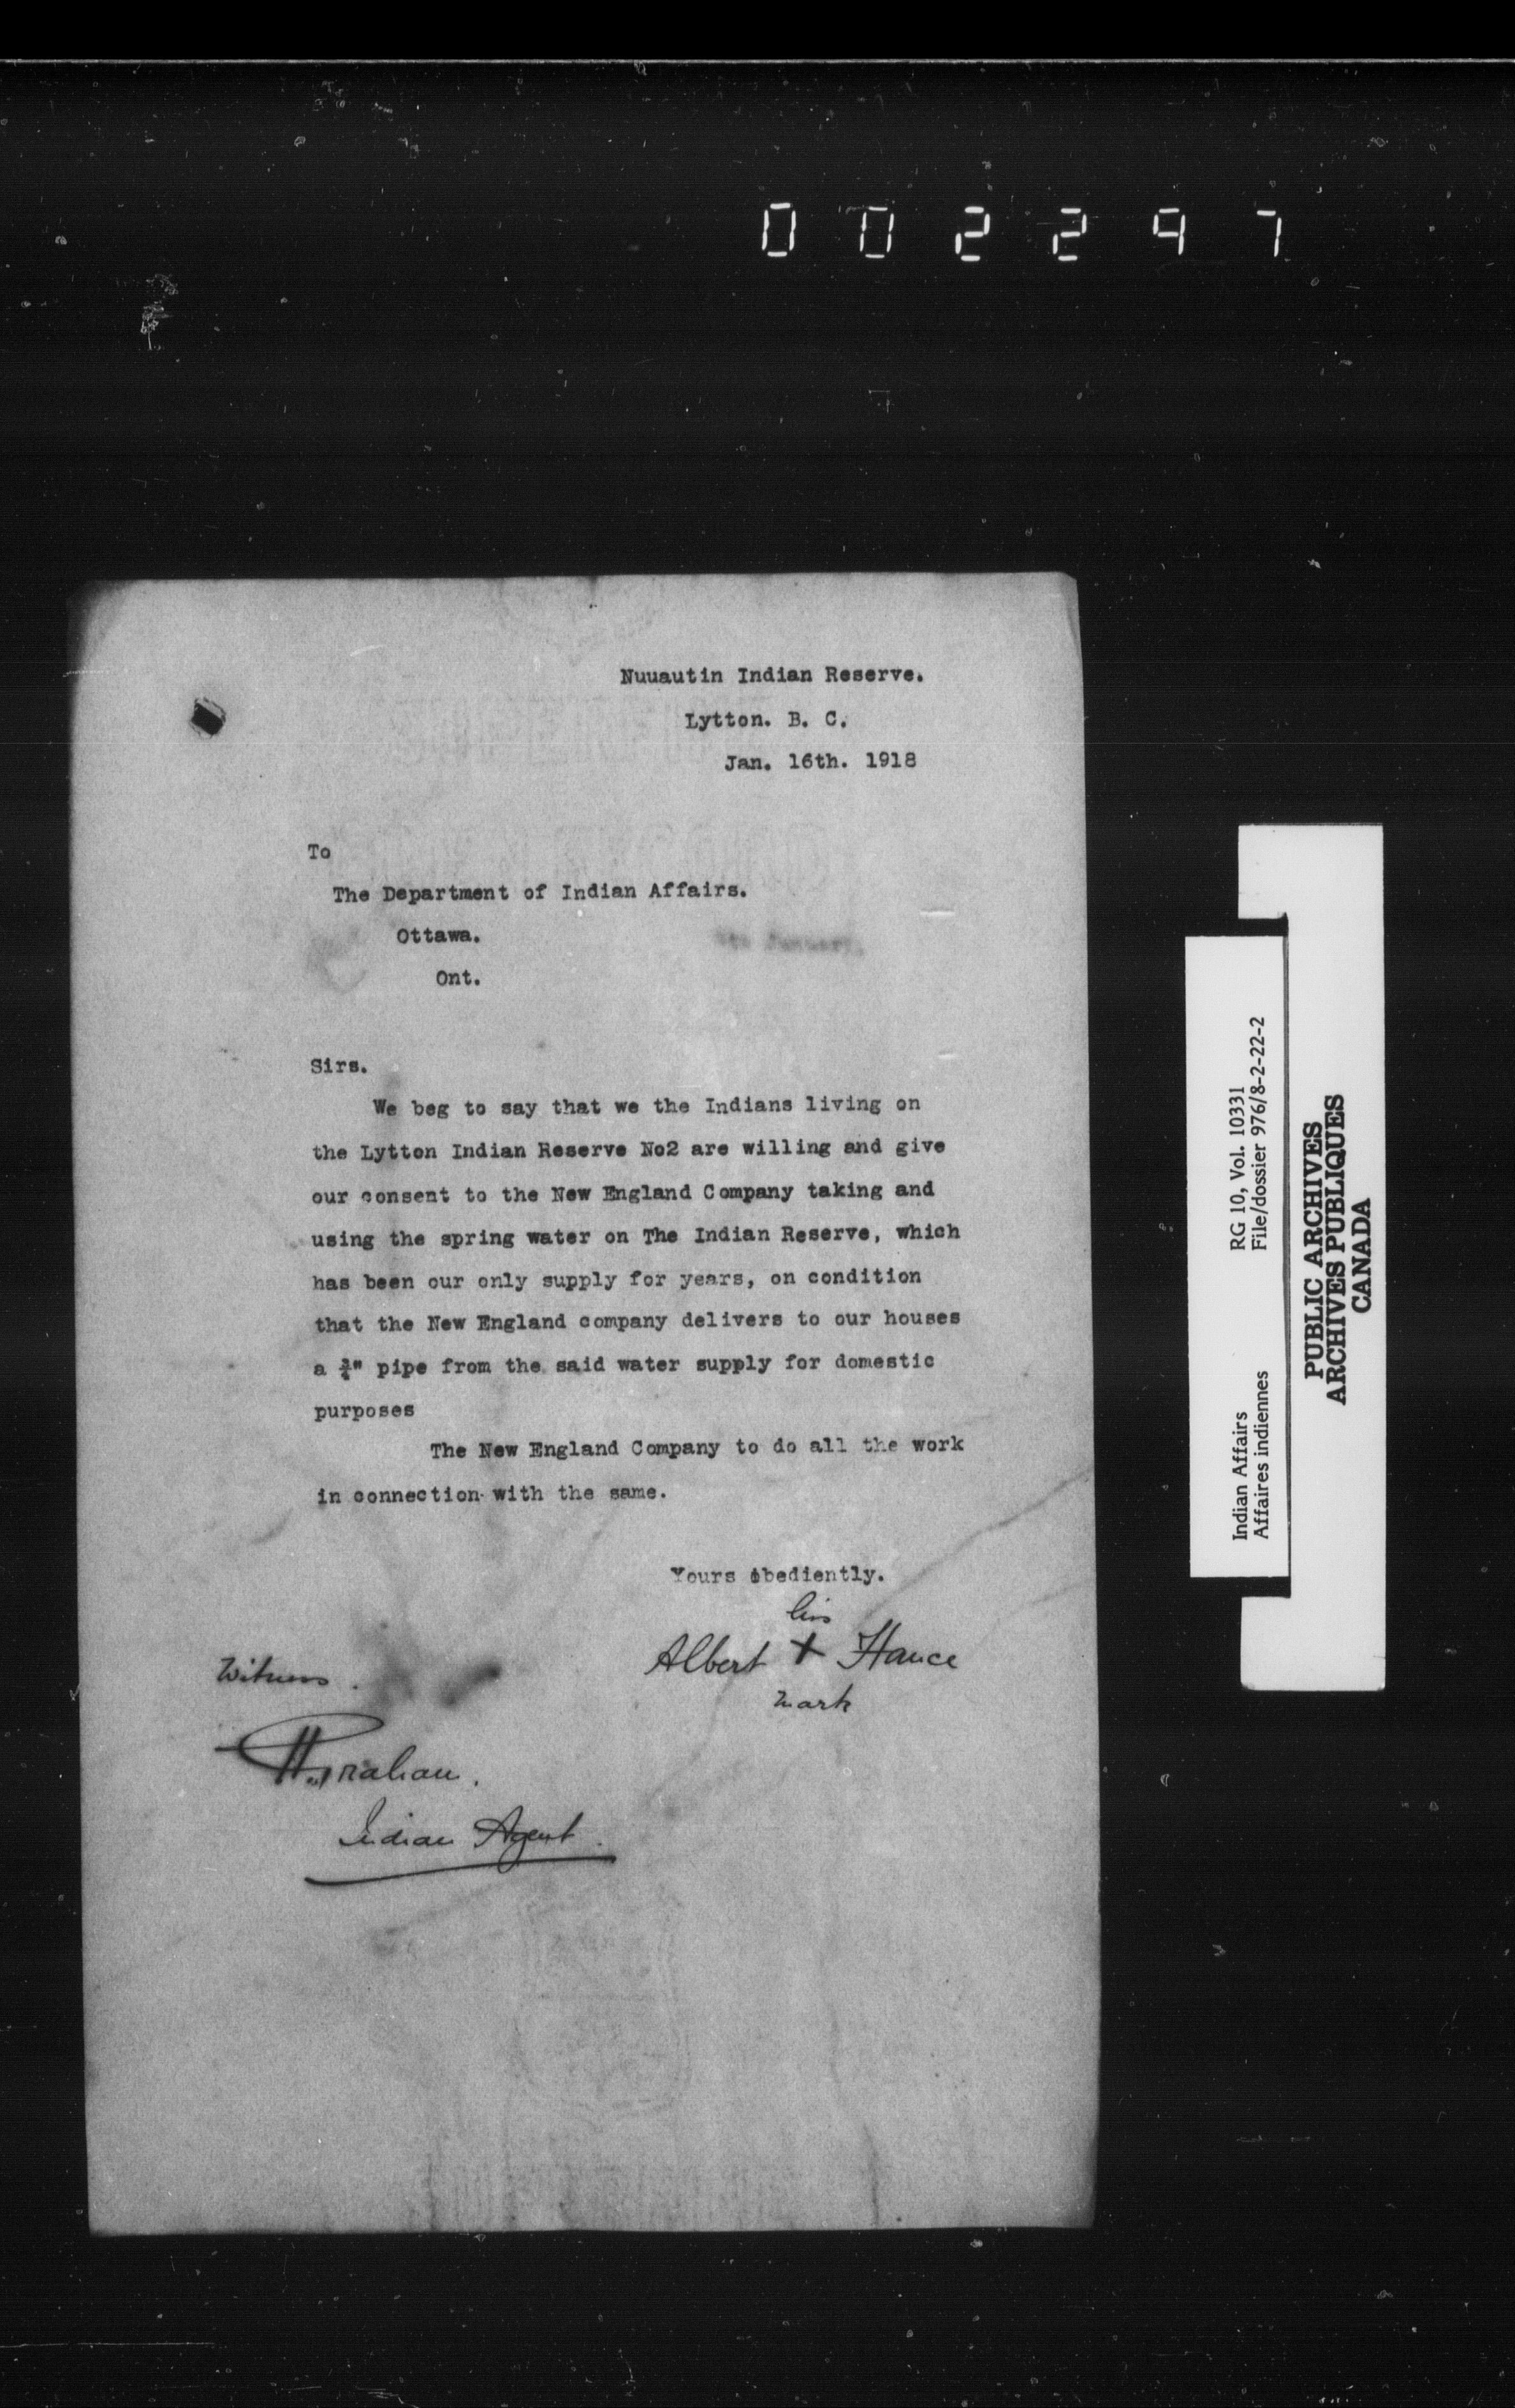 002297
Nuuautin Indian Reserve.
Lytton. B. C.
Jan. 16th. 1918
To
The Department of Indian Affairs.
Ottawa.
January.
Ont.
Sirs.
We beg to say that we the Indians living on
the Lytton Indian Reserve No2 are willing and give
our consent to the New England Company taking and
using the spring water on The Indian Reserve, which
has been our only supply for years, on condition
that the New England company delivers to our houses
a ¾" pipe from the said water supply for domestic
purposes
The New England Company to do all the work
in connection with the same.
Yours obediently.
his
Albert + Hance
mark
Witness.
H. Graham.
Indian Agent.
Indian Affairs RG 10, Vol. 10331
Affaires indiennes File/dossier 976/8-2-22-2
PUBLIC ARCHIVES
ARCHIVES PUBLIQUES
CANADA